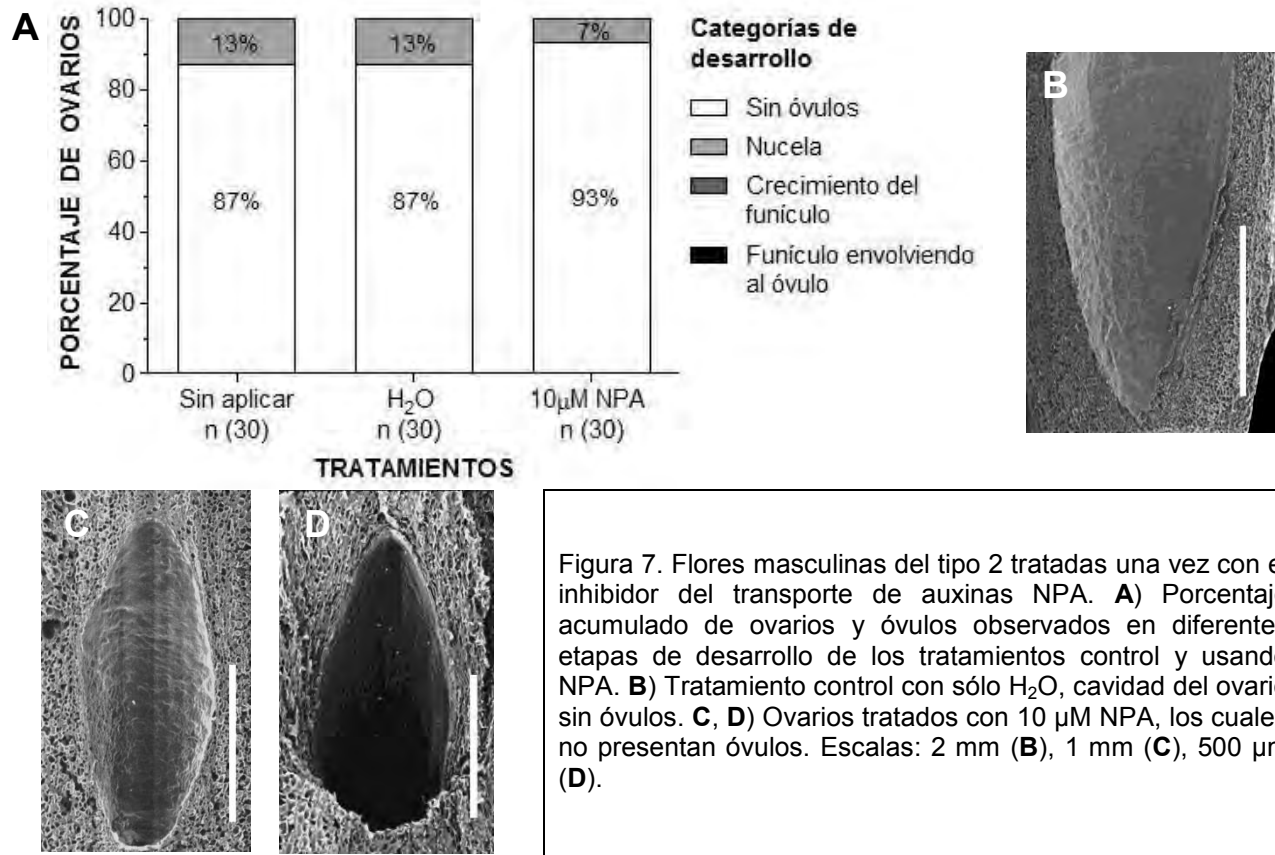 A
PORCENTAJE DE OVARIOS
100
80
60
40
20
0
13%
13%
7%
87%
87%
93%
Sin aplicar
n (30)
H₂O
n (30)
10µM NPA
n (30)
TRATAMIENTOS
Categorías de
desarrollo
Sin óvulos
Nucela
Crecimiento del
funículo
Funículo envolviendo
al óvulo
B
C
D
Figura 7. Flores masculinas del tipo 2 tratadas una vez con e
inhibidor del transporte de auxinas NPA. A) Porcentaj
acumulado de ovarios y óvulos observados en diferente
etapas de desarrollo de los tratamientos control y usand
NPA. B) Tratamiento control con sólo H₂O, cavidad del ovari
sin óvulos. C, D) Ovarios tratados con 10 µM NPA, los cuale
no presentan óvulos. Escalas: 2 mm (B), 1 mm (C), 500 µ
(D).